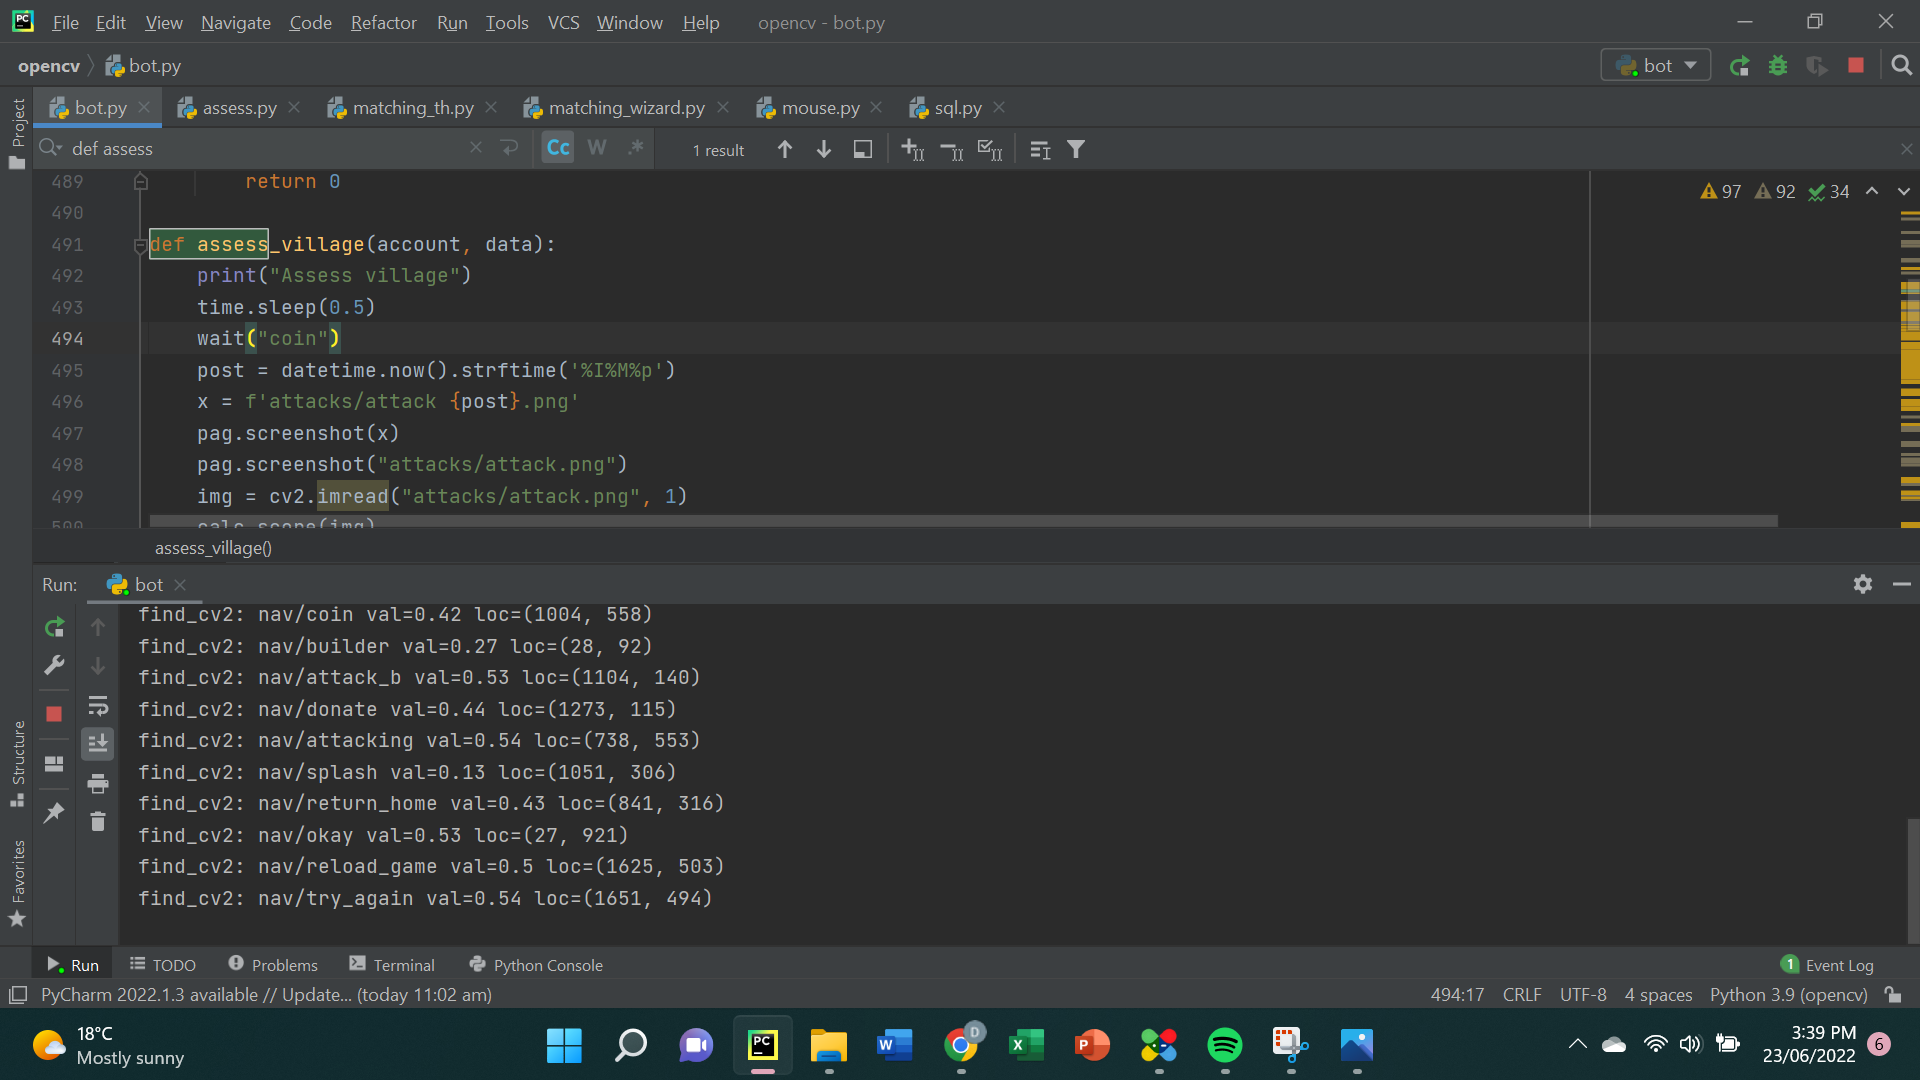 File Edit View Navigate Code Refactor Run Tools VCS Window Help opencv - bot.py
opencv bot.py bot
bot.py assess.py matching_th.py matching_wizard.py mouse.py sql.py
def assess Cc W .* 1 result
Project
489 return 0
97 92 34
490
491 def assess_village(account, data):
492 print("Assess village")
493 time.sleep(0.5)
494 wait("coin")
495 post = datetime.now().strftime('%I%M%p')
496 x = f'attacks/attack {post}.png'
497 pag.screenshot(x)
498 pag.screenshot("attacks/attack.png")
499 img = cv2.imread("attacks/attack.png", 1)
500 calc_score(img)
assess_village()
Run: bot
find_cv2: nav/coin val=0.42 loc=(1004, 558)
find_cv2: nav/builder val=0.27 loc=(28, 92)
find_cv2: nav/attack_b val=0.53 loc=(1104, 140)
find_cv2: nav/donate val=0.44 loc=(1273, 115)
find_cv2: nav/attacking val=0.54 loc=(738, 553)
find_cv2: nav/splash val=0.13 loc=(1051, 306)
find_cv2: nav/return_home val=0.43 loc=(841, 316)
find_cv2: nav/okay val=0.53 loc=(27, 921)
find_cv2: nav/reload_game val=0.5 loc=(1625, 503)
find_cv2: nav/try_again val=0.54 loc=(1651, 494)
Structure
Favorites
Run TODO Problems Terminal Python Console 1 Event Log
PyCharm 2022.1.3 available // Update... (today 11:02 am) 494:17 CRLF UTF-8 4 spaces Python 3.9 (opencv)
18°C
Mostly sunny
3:39 PM
23/06/2022
6